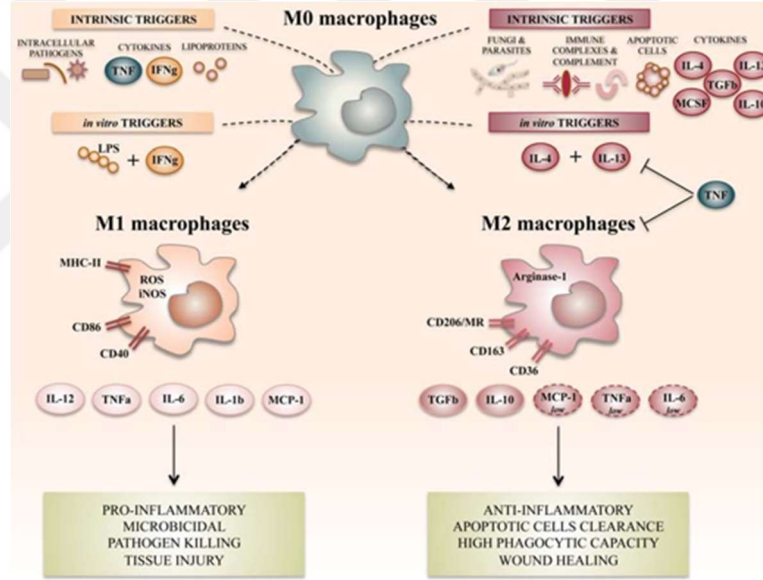 M0 macrophages
INTRINSIC TRIGGERS
INTRACELLULAR
PATHOGENS
CYTOKINES
LIPOPROTEINS
TNF
IFNg
in vitro TRIGGERS
LPS
+
IFNg
INTRINSIC TRIGGERS
FUNGI &
PARASITES
IMMUNE
COMPLEXES &
COMPLEMENT
APOPTOTIC
CELLS
CYTOKINES
IL-4
TGFb
MCSF
IL-10
in vitro TRIGGERS
IL-4
+
IL-13
TNF
M1 macrophages
MHC-II
ROS
iNOS
CD86
CD40
IL-12
TNFa
IL-6
IL-1b
MCP-1
PRO-INFLAMMATORY
MICROBICIDAL
PATHOGEN KILLING
TISSUE INJURY
M2 macrophages
Arginase-1
CD206/MR
CD163
CD36
TGFb
IL-10
MCP-1
low
TNFa
low
IL-6
low
ANTI-INFLAMMATORY
APOPTOTIC CELLS CLEARANCE
HIGH PHAGOCYTIC CAPACITY
WOUND HEALING